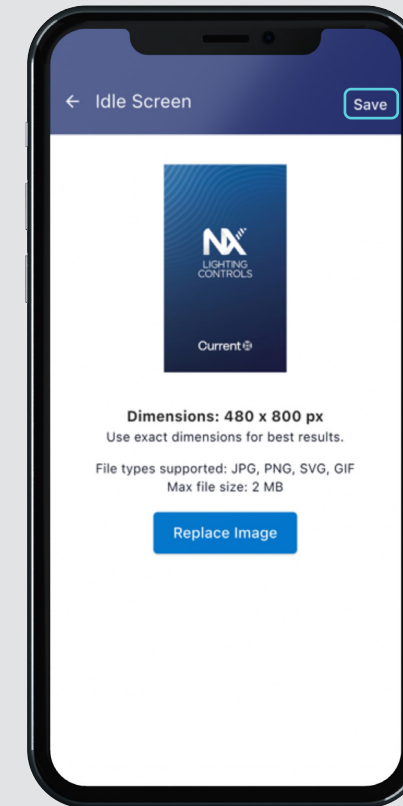 ← Idle Screen
Save
NX
LIGHTING
CONTROLS
Current
Dimensions: 480 x 800 px
Use exact dimensions for best results.
File types supported: JPG, PNG, SVG, GIF
Max file size: 2 MB
Replace Image